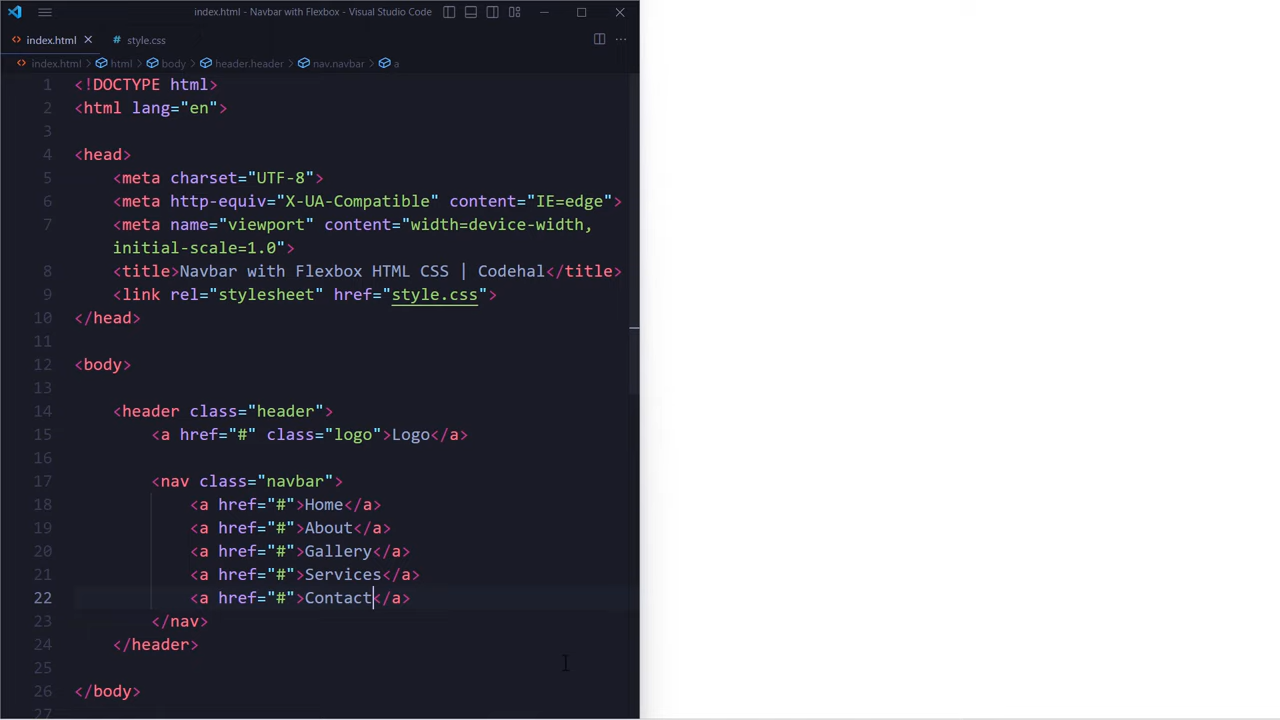 index.html - Navbar with Flexbox - Visual Studio Code
index.html
style.css
index.html > html > body > header.header > nav.navbar > a
1 <!DOCTYPE html>
2 <html lang="en">
3
4 <head>
5 <meta charset="UTF-8">
6 <meta http-equiv="X-UA-Compatible" content="IE=edge">
7 <meta name="viewport" content="width=device-width,
initial-scale=1.0">
8 <title>Navbar with Flexbox HTML CSS | Codehal</title>
9 <link rel="stylesheet" href="style.css">
10 </head>
11
12 <body>
13
14 <header class="header">
15 <a href="#" class="logo">Logo</a>
16
17 <nav class="navbar">
18 <a href="#">Home</a>
19 <a href="#">About</a>
20 <a href="#">Gallery</a>
21 <a href="#">Services</a>
22 <a href="#">Contact</a>
23 </nav>
24 </header>
25
26 </body>
27